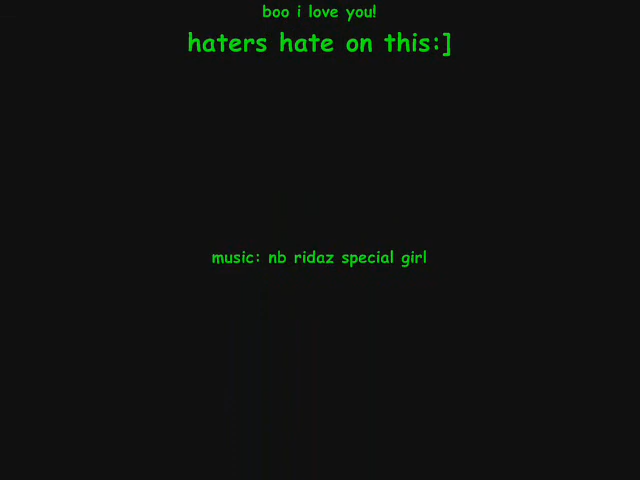 boo i love you!
haters hate on this:]
music: nb ridaz special girl